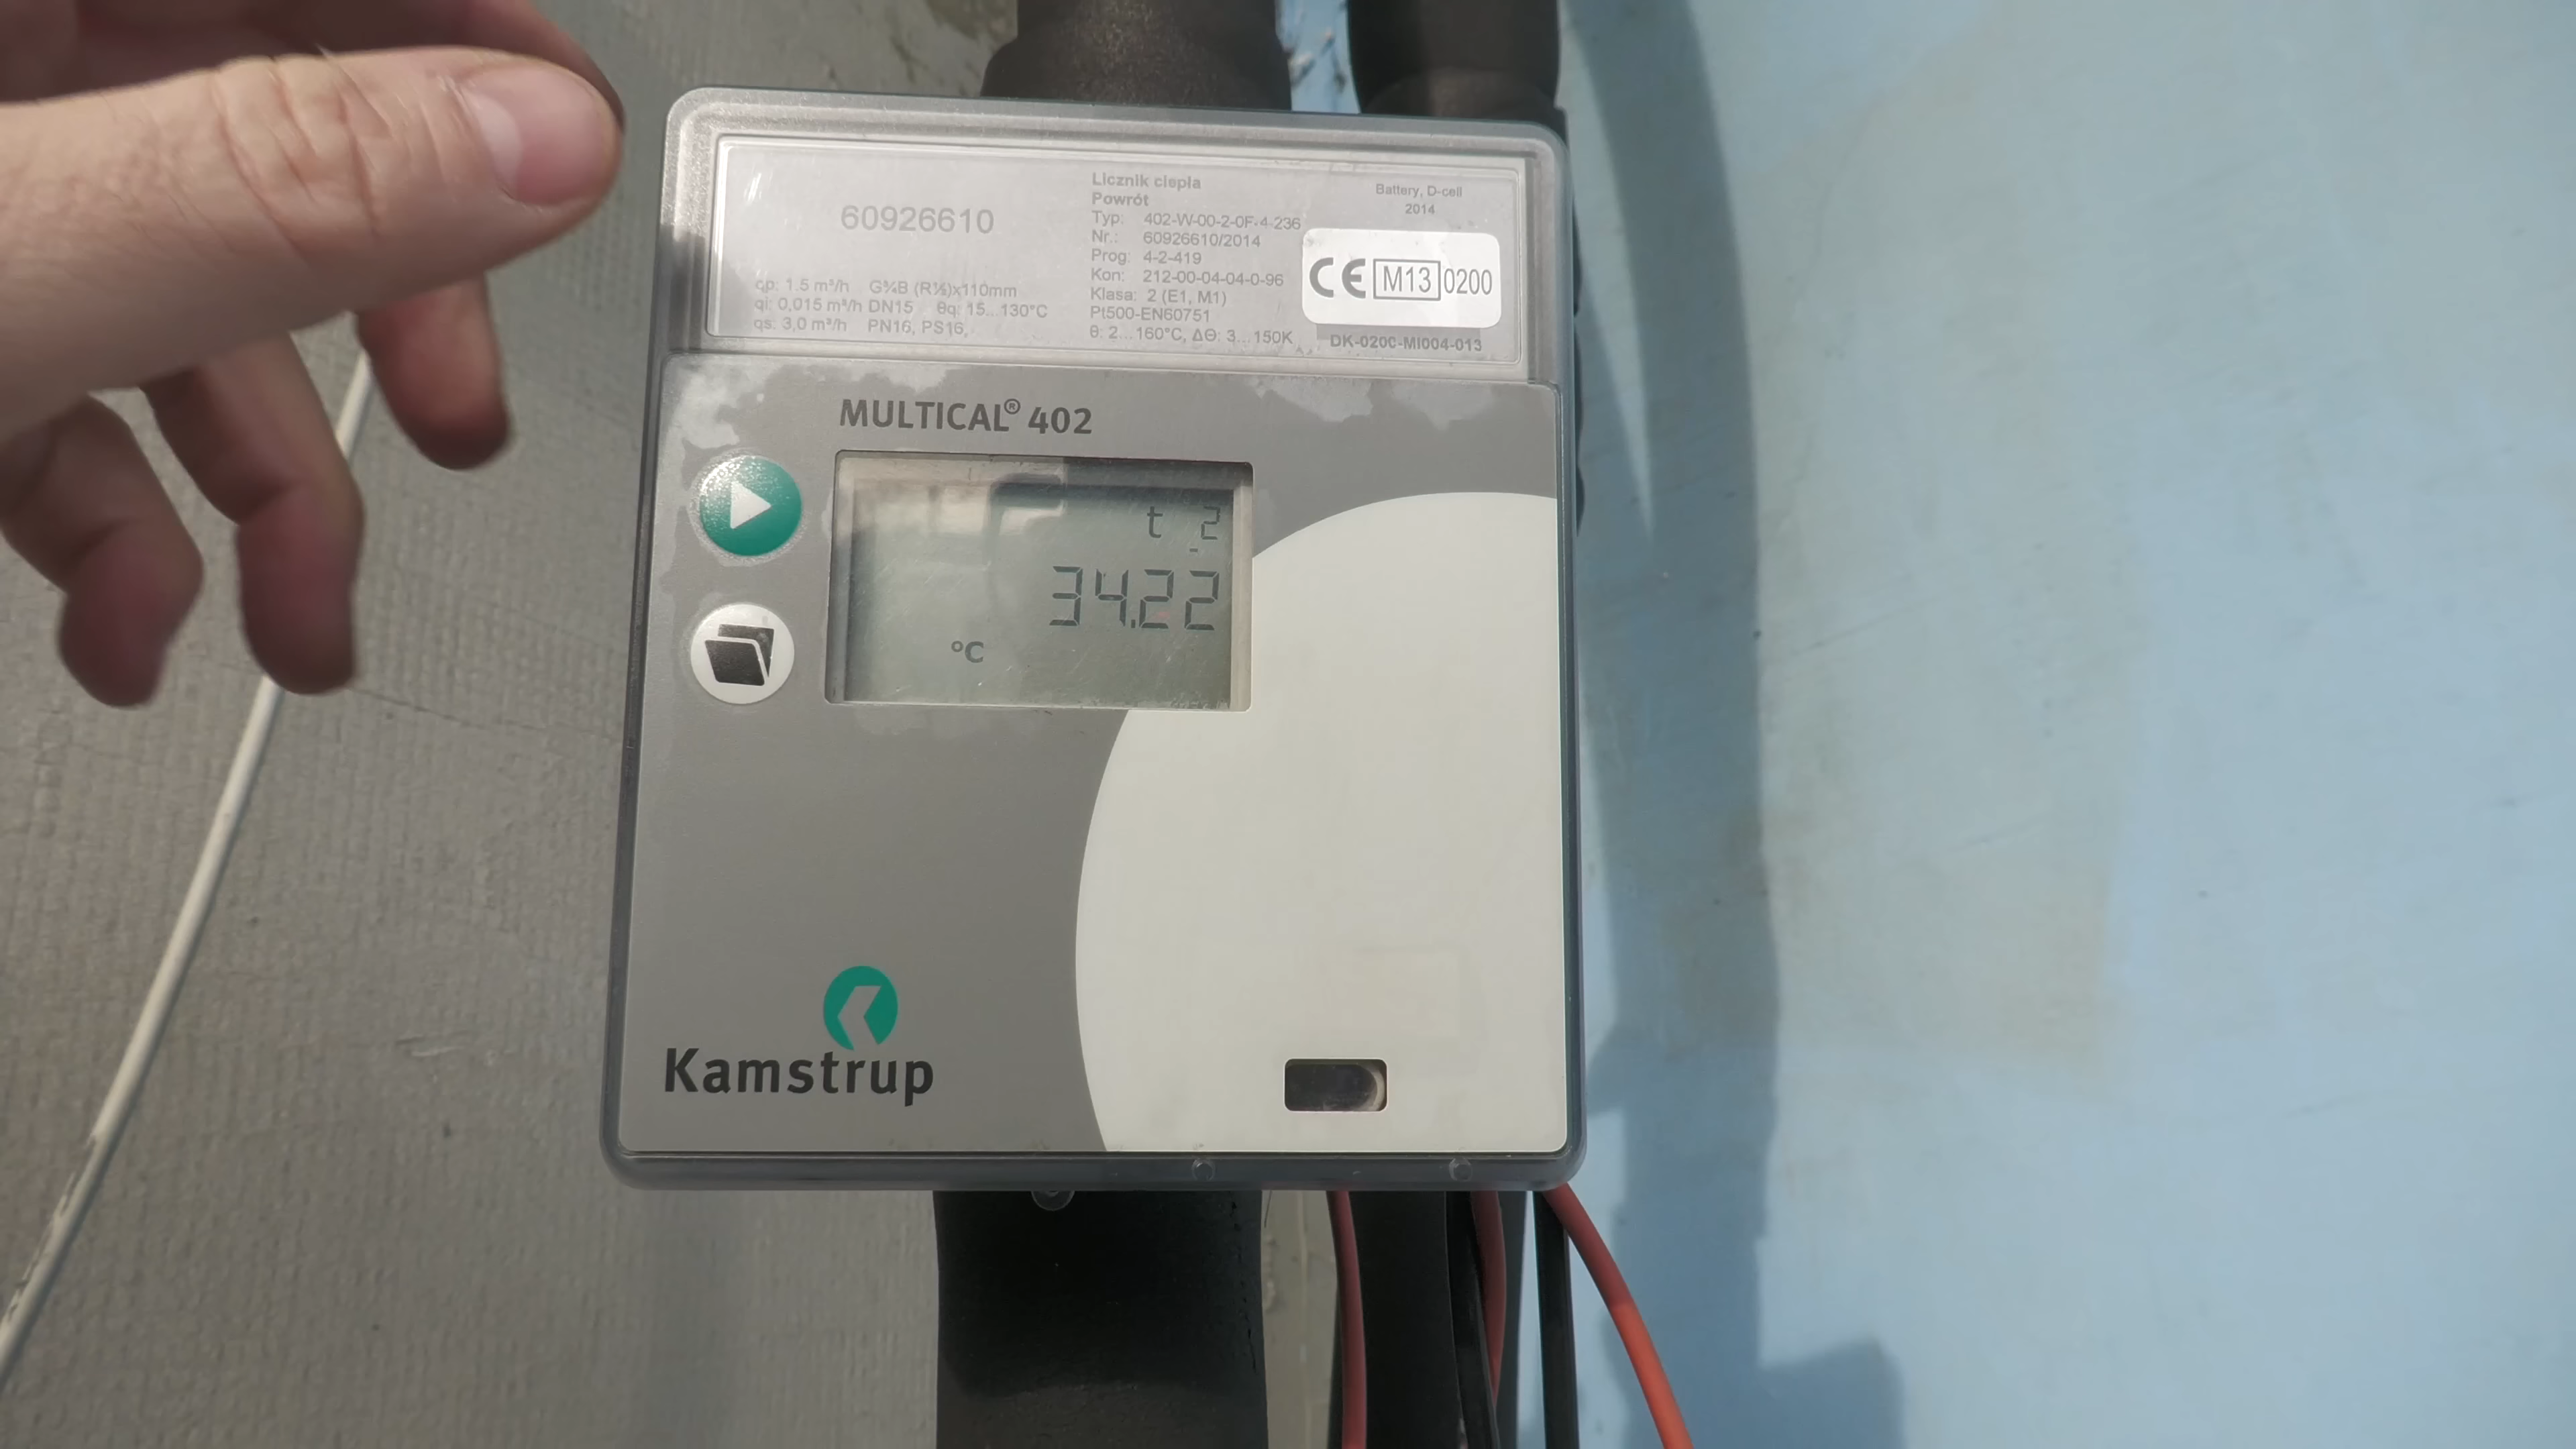 60926610
qp: 1.5 m³/h G¾B (R½)x110mm
qi: 0,015 m³/h DN15 θq: 15...130°C
qs: 3,0 m³/h PN16, PS16,
Licznik ciepła
Powrót
Typ: 402-W-00-2-0F-4-236
Nr.: 60926610/2014
Prog: 4-2-419
Kon: 212-00-04-04-0-96
Klasa: 2 (E1, M1)
Pt500-EN60751
θ: 2...160°C, ΔΘ: 3...150K
Battery, D-cell
2014
CE M13 0200
DK-0200-MI004-013
MULTICAL® 402
t 2
34.22
°C
Kamstrup